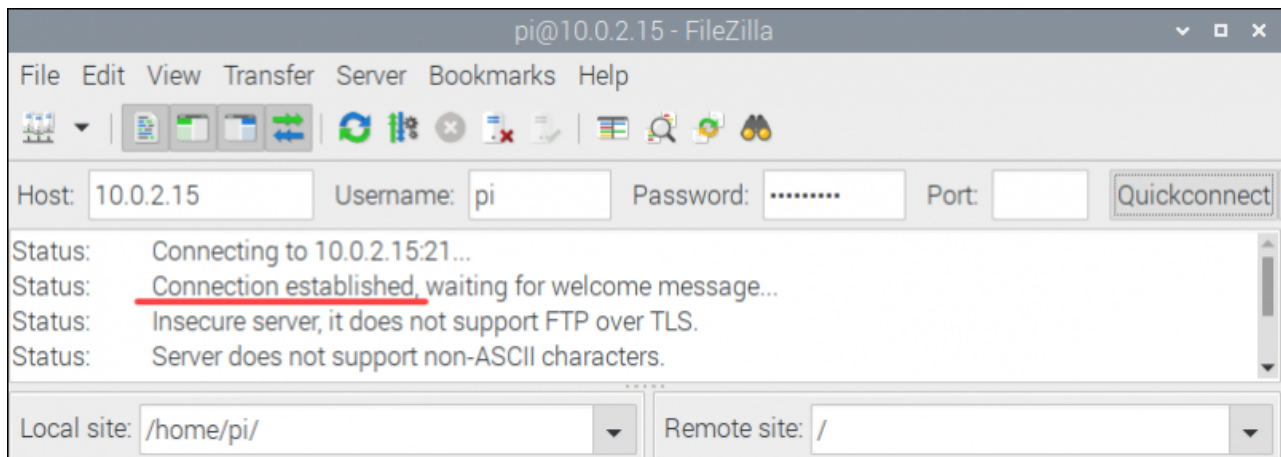 pi@10.0.2.15 - FileZilla
File Edit View Transfer Server Bookmarks Help
Host: 10.0.2.15 Username: pi Password: ••••••••• Port: Quickconnect
Status: Connecting to 10.0.2.15:21...
Status: Connection established, waiting for welcome message...
Status: Insecure server, it does not support FTP over TLS.
Status: Server does not support non-ASCII characters.
Local site: /home/pi/ Remote site: /